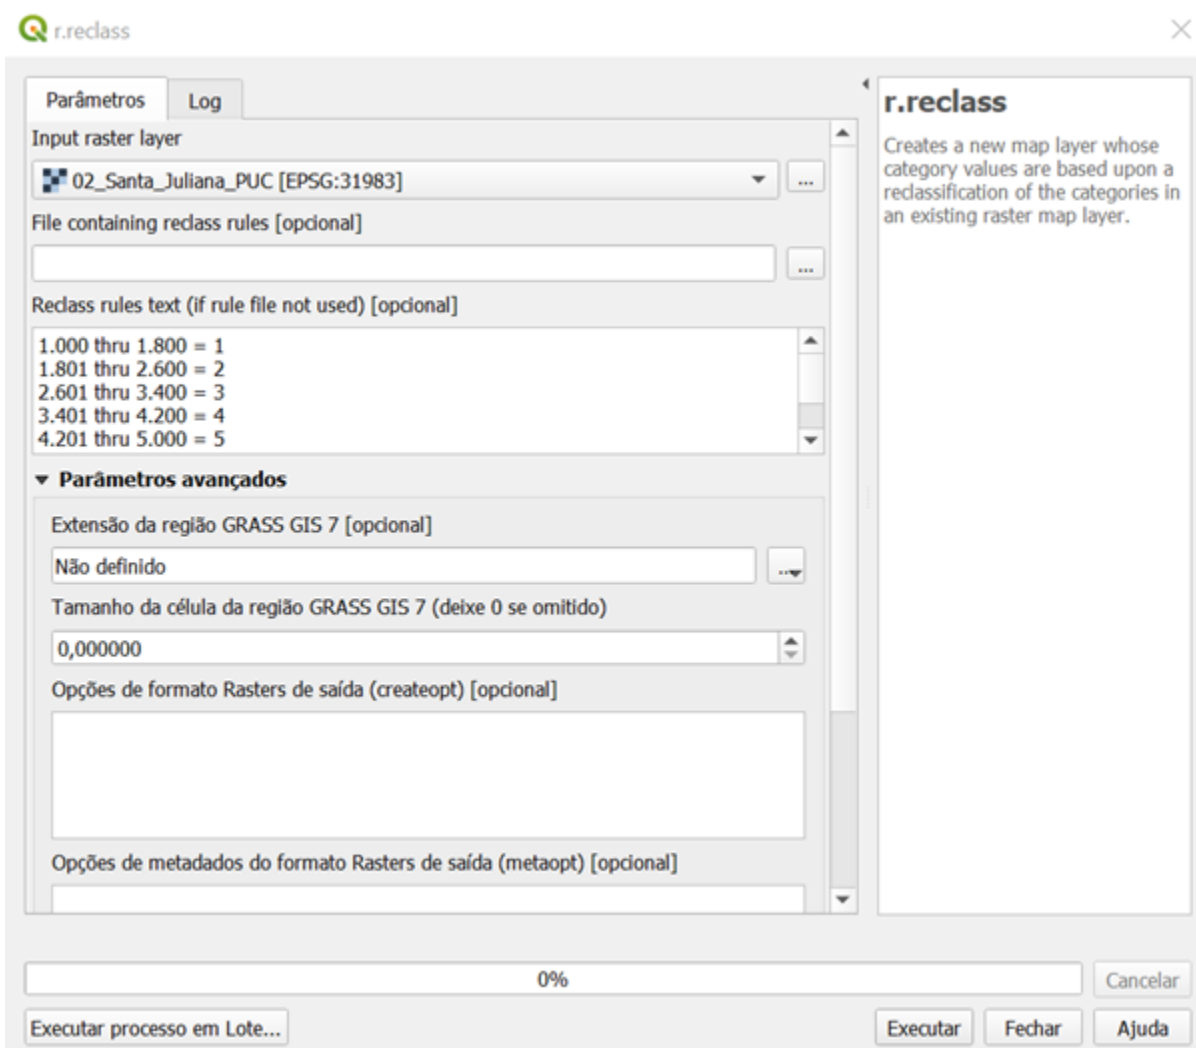 r.reclass
Parâmetros
Log
Input raster layer
02_Santa_Juliana_PUC [EPSG:31983]
...
File containing reclass rules [opcional]
...
Reclass rules text (if rule file not used) [opcional]
1.000 thru 1.800 = 1
1.801 thru 2.600 = 2
2.601 thru 3.400 = 3
3.401 thru 4.200 = 4
4.201 thru 5.000 = 5
Parâmetros avançados
Extensão da região GRASS GIS 7 [opcional]
Não definido
...
Tamanho da célula da região GRASS GIS 7 (deixe 0 se omitido)
0,000000
Opções de formato Rasters de saída (createopt) [opcional]
Opções de metadados do formato Rasters de saída (metaopt) [opcional]
r.reclass
Creates a new map layer whose
category values are based upon a
reclassification of the categories in
an existing raster map layer.
0%
Cancelar
Executar processo em Lote...
Executar
Fechar
Ajuda